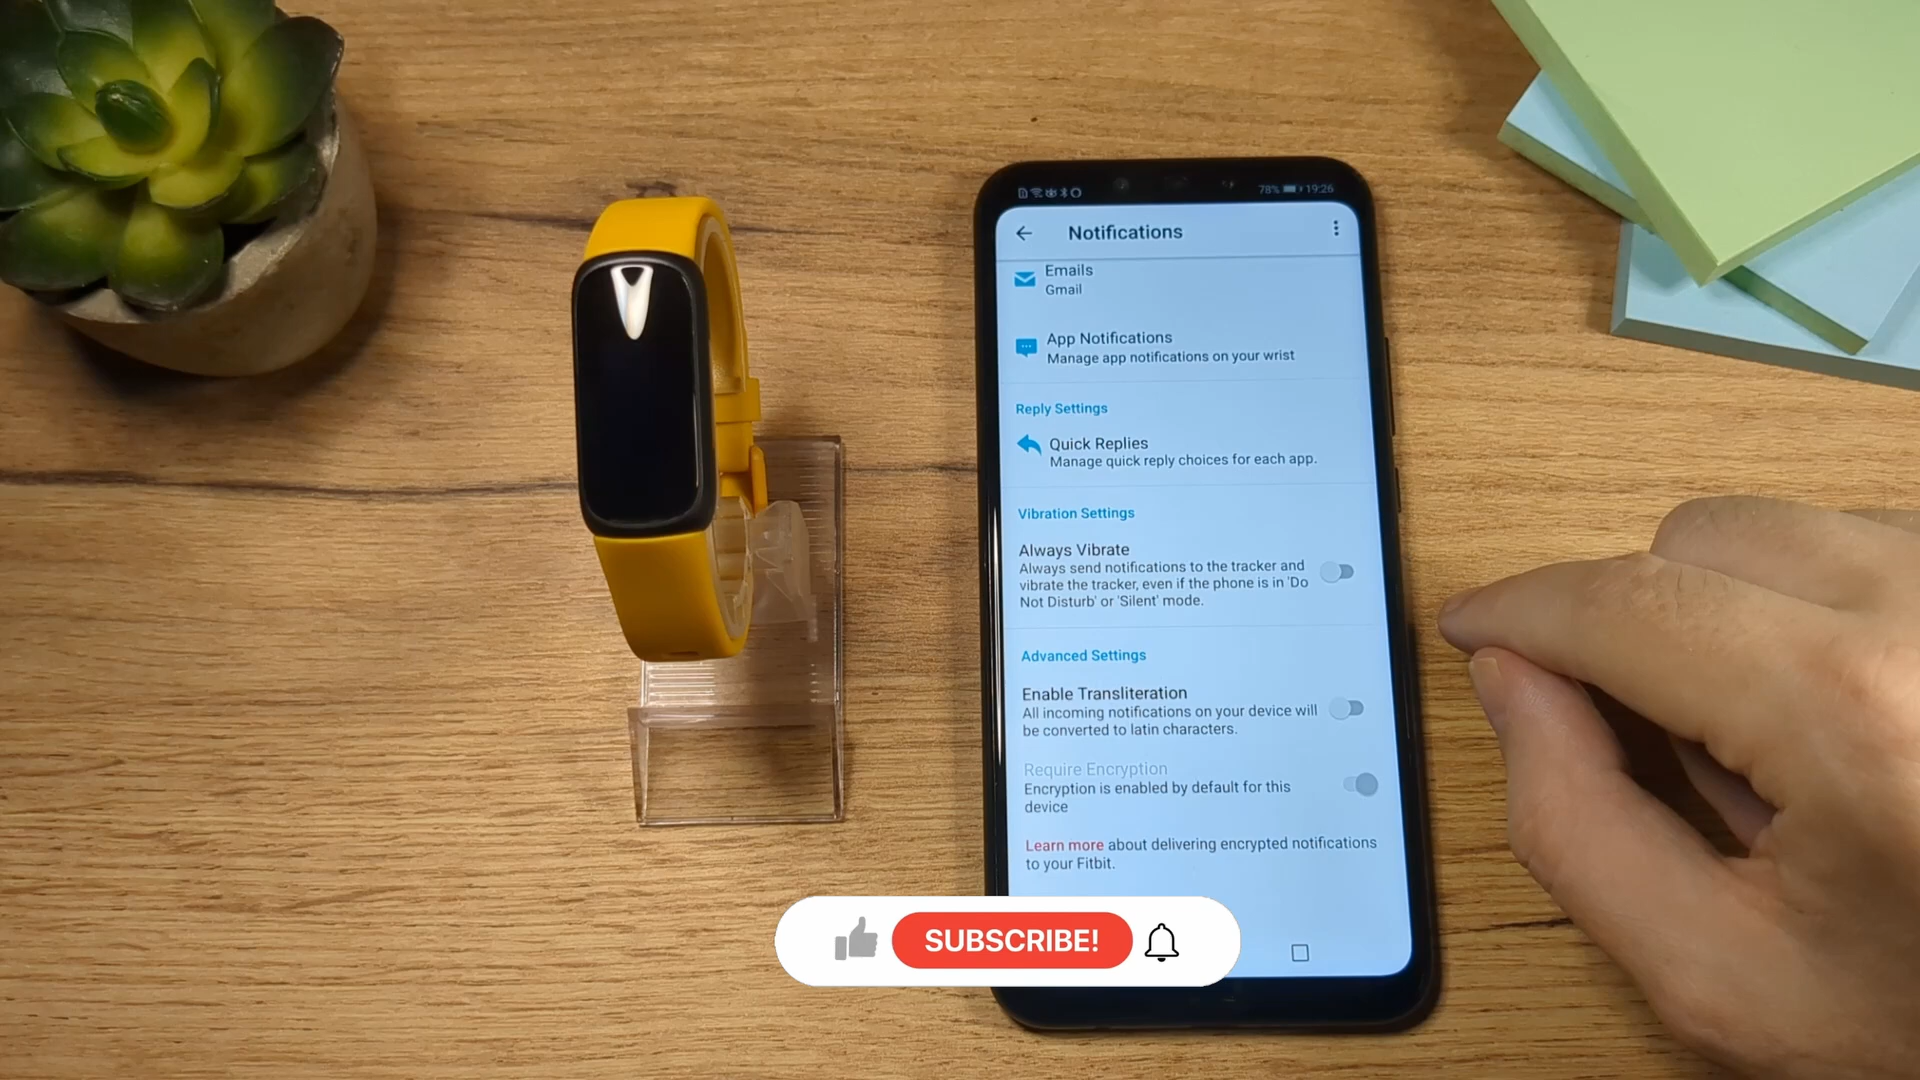 78% 19:26
Notifications
Emails
Gmail
App Notifications
Manage app notifications on your wrist
Reply Settings
Quick Replies
Manage quick reply choices for each app.
Vibration Settings
Always Vibrate
Always send notifications to the tracker and
vibrate the tracker, even if the phone is in 'Do
Not Disturb' or 'Silent' mode.
Advanced Settings
Enable Transliteration
All incoming notifications on your device will
be converted to latin characters.
Require Encryption
Encryption is enabled by default for this
device
Learn more about delivering encrypted notifications
to your Fitbit.
SUBSCRIBE!